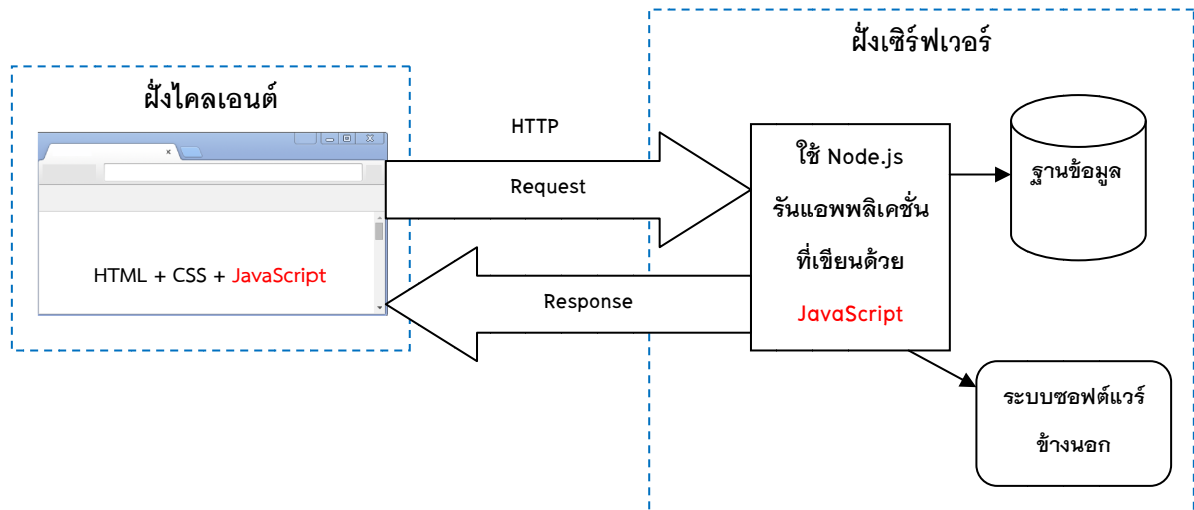 ฝั่งเซิร์ฟเวอร์
ฝั่งไคลเอนต์
HTML + CSS + JavaScript
HTTP
Request
Response
ใช้ Node.js
รันแอพพลิเคชั่น
ที่เขียนด้วย
JavaScript
ฐานข้อมูล
ระบบซอฟต์แวร์
ข้างนอก